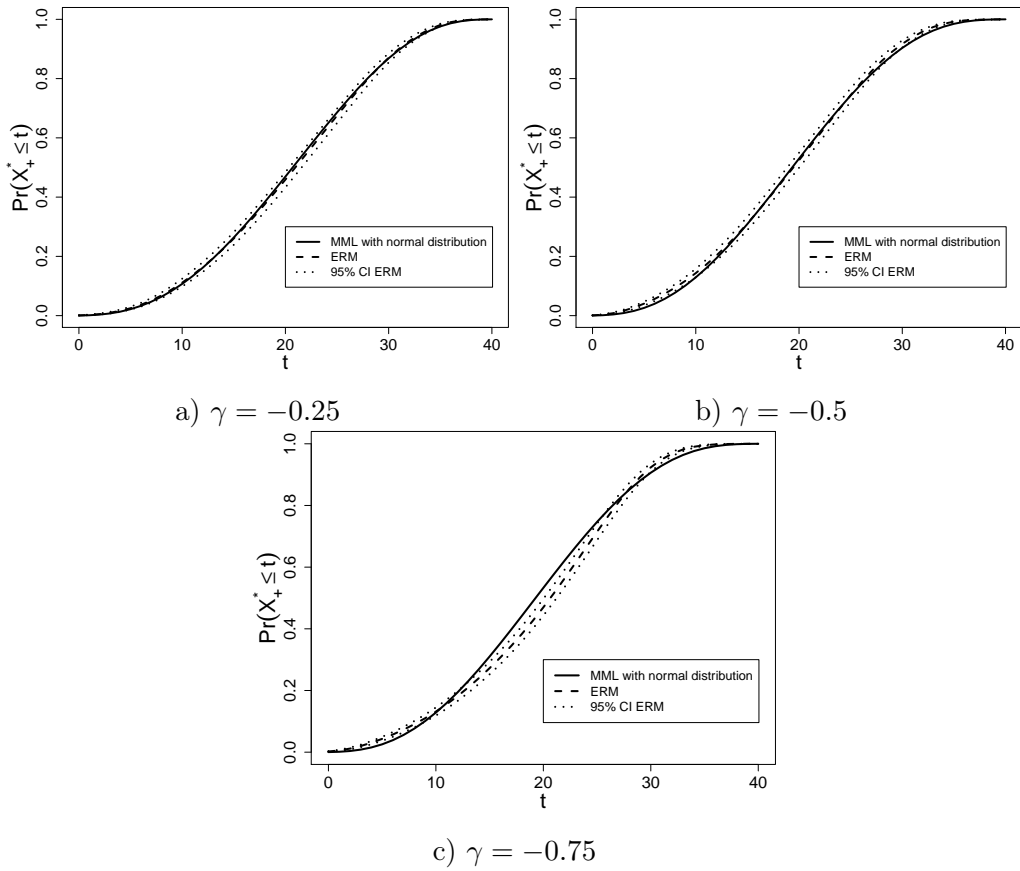 Pr(X*+ ≤ t)
0.0 0.2 0.4 0.6 0.8 1.0
MML with normal distribution
ERM
95% CI ERM
0 10 20 30 40
t
a) γ = −0.25
Pr(X*+ ≤ t)
0.0 0.2 0.4 0.6 0.8 1.0
MML with normal distribution
ERM
95% CI ERM
0 10 20 30 40
t
b) γ = −0.5
Pr(X*+ ≤ t)
0.0 0.2 0.4 0.6 0.8 1.0
MML with normal distribution
ERM
95% CI ERM
0 10 20 30 40
t
c) γ = −0.75